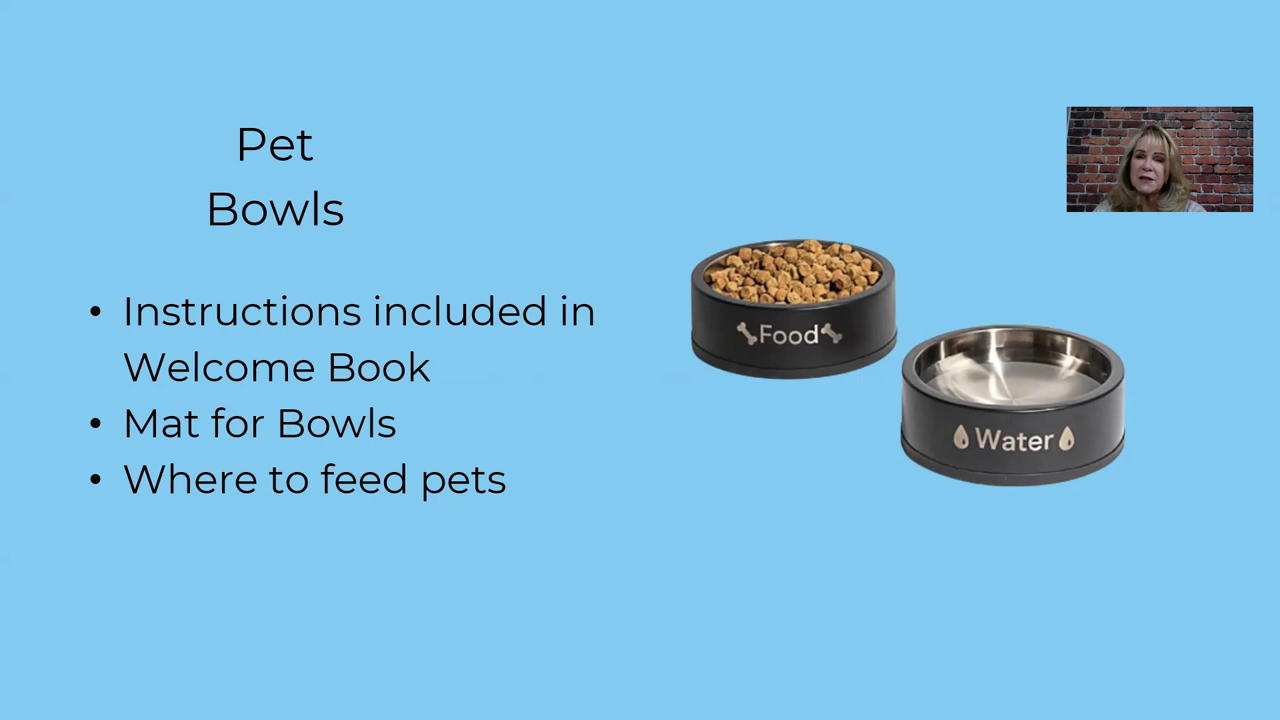 Pet
Bowls
• Instructions included in
Welcome Book
• Mat for Bowls
• Where to feed pets
Food
Water